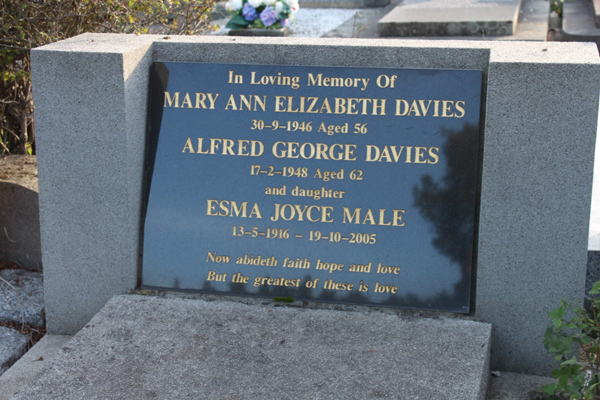 In Loving Memory Of
MARY ANN ELIZABETH DAVIES
30-9-1946 Aged 56
ALFRED GEORGE DAVIES
17-2-1948 Aged 62
and daughter
ESMA JOYCE MALE
13-5-1916 - 19-10-2005
Now abideth faith hope and love
But the greatest of these is love